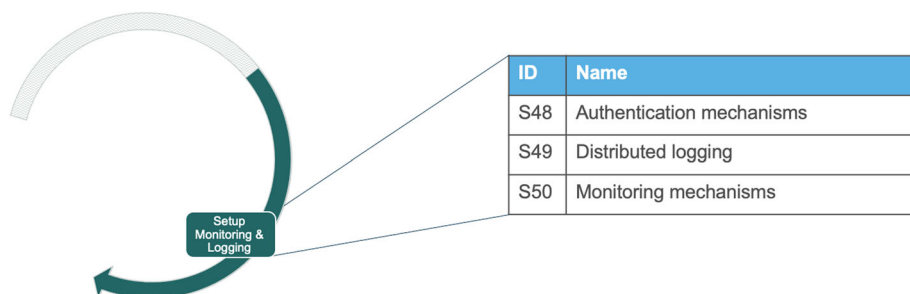 Setup
Monitoring &
Logging
ID Name
S48 Authentication mechanisms
S49 Distributed logging
S50 Monitoring mechanisms